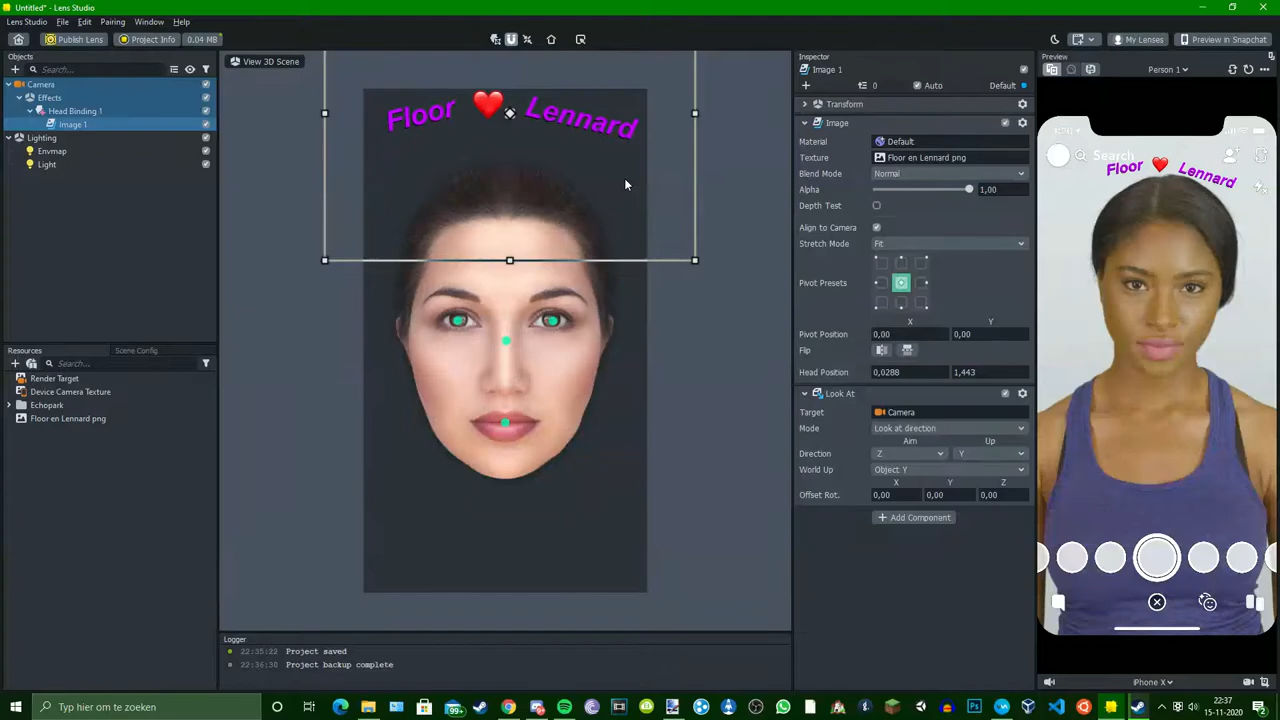 Untitled* - Lens Studio
Lens Studio File Edit Pairing Window Help
Publish Lens Project Info 0.04 MB My Lenses Preview in Snapchat
Objects
Search...
Camera
Effects
Head Binding 1
Image 1
Lighting
Envmap
Light
Resources Scene Config
Search...
Render Target
Device Camera Texture
Echopark
Floor en Lennard png
View 3D Scene
Floor ❤ Lennard
Logger
22:35:22 Project saved
22:36:30 Project backup complete
Inspector
Image 1
0 Auto Default
Transform
Image
Material Default
Texture Floor en Lennard png
Blend Mode Normal
Alpha 1,00
Depth Test
Align to Camera
Stretch Mode Fit
Pivot Presets
X Y
Pivot Position 0,00 0,00
Flip
Head Position 0,0288 1,443
Look At
Target Camera
Mode Look at direction
Aim Up
Direction Z Y
World Up Object Y
X Y Z
Offset Rot. 0,00 0,00 0,00
Add Component
Preview
Person 1
Search
Floor ❤ Lennard
iPhone X
Typ hier om te zoeken
99+
22:37
15-11-2020